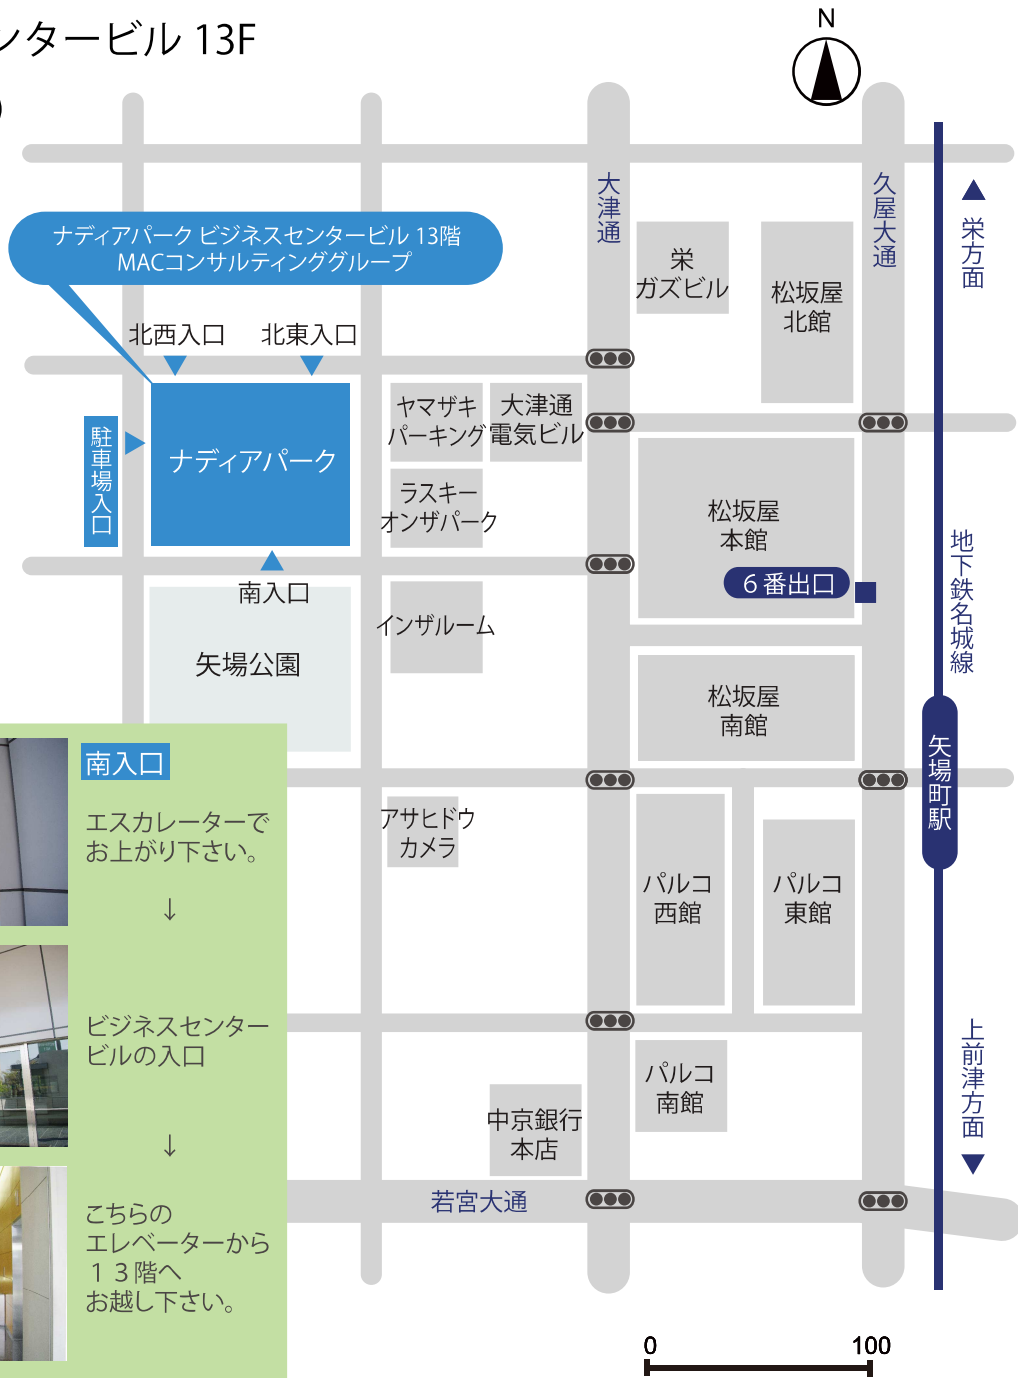 ンタービル 13F
N
ナディアパーク ビジネスセンタービル 13階
MACコンサルティンググループ
大津通
久屋大通
栄方面
栄
ガズビル
松坂屋
北館
北西入口
北東入口
駐車場入口
ナディアパーク
ヤマザキ
パーキング
大津通
電気ビル
ラスキー
オンザパーク
松坂屋
本館
6番出口
地下鉄名城線
南入口
インザルーム
矢場公園
松坂屋
南館
矢場町駅
南入口
エスカレーターで
お上がり下さい。
↓
アサヒドウ
カメラ
パルコ
西館
パルコ
東館
ビジネスセンター
ビルの入口
↓
上前津方面
パルコ
南館
中京銀行
本店
若宮大通
こちらの
エレベーターから
１３階へ
お越し下さい。
0
100